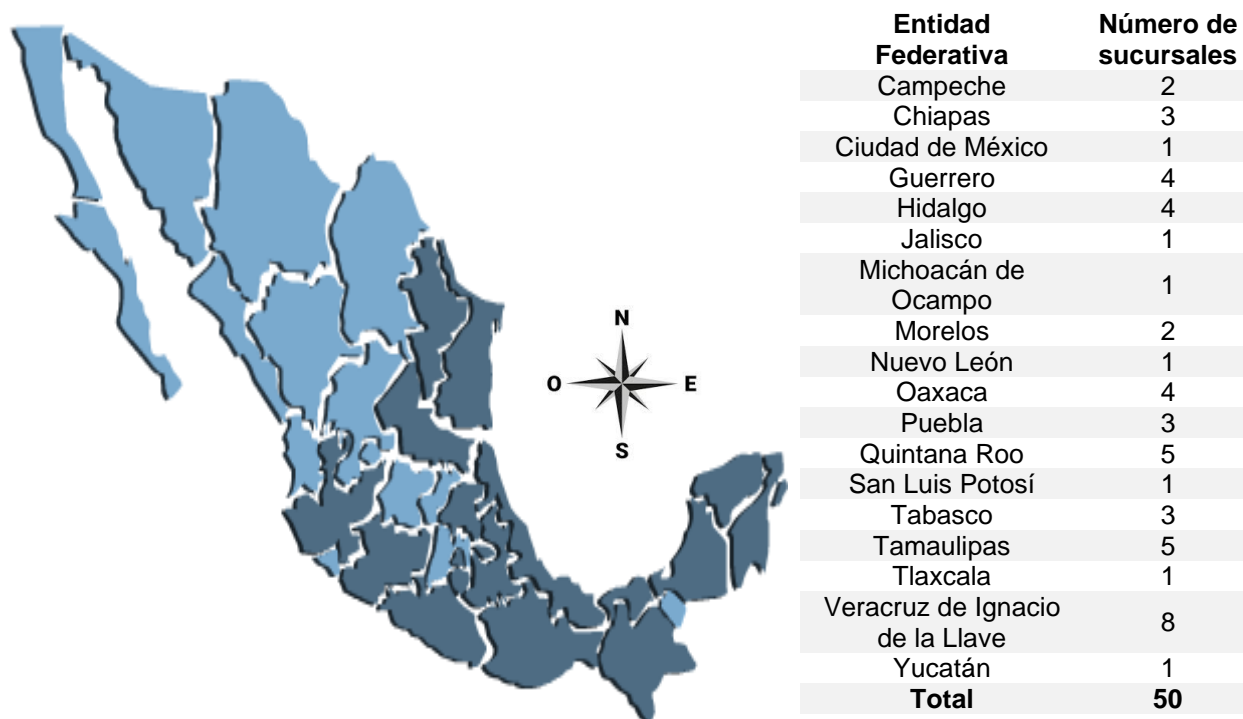 Entidad Número de
Federativa sucursales
Campeche 2
Chiapas 3
Ciudad de México 1
Guerrero 4
Hidalgo 4
Jalisco 1
Michoacán de
Ocampo 1
Morelos 2
Nuevo León 1
Oaxaca 4
Puebla 3
Quintana Roo 5
San Luis Potosí 1
Tabasco 3
Tamaulipas 5
Tlaxcala 1
Veracruz de Ignacio
de la Llave 8
Yucatán 1
Total 50
N
O E
S